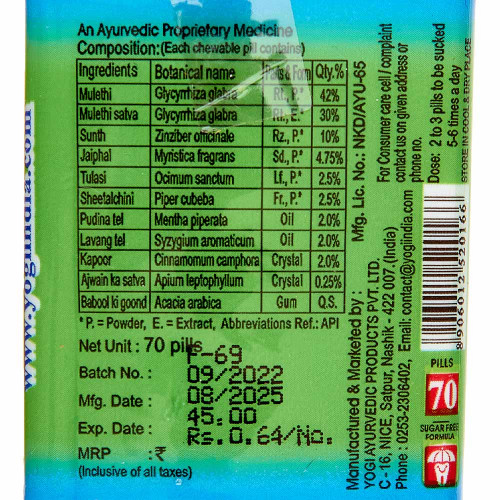 An Ayurvedic Proprietary Medicine
Composition:(Each chewable pill contains)
Ingredients Botanical name Parts & Form Qty.%
Mulethi Glycyrrhiza glabra Rt., P.* 42%
Mulethi satva Glycyrrhiza glabra Rt., E.* 30%
Sunth Zinziber officinale Rz., P.* 10%
Jaiphal Myristica fragrans Sd., P.* 4.75%
Tulasi Ocimum sanctum Lf., P.* 2.5%
Sheetalchini Piper cubeba Fr., P.* 2.5%
Pudina tel Mentha piperata Oil 2.0%
Lavang tel Syzygium aromaticum Oil 2.0%
Kapoor Cinnamomum camphora Crystal 2.0%
Ajwain ka satva Apium leptophyllum Crystal 0.25%
Babool ki goond Acacia arabica Gum Q.S.
*P. = Powder, E. = Extract, Abbreviations Ref.: API
Net Unit : 70 pills
F-69
Batch No. : 09/2022
Mfg. Date : 08/2025
45.00
Exp. Date : Rs.0.64/No.
MRP : ₹
(Inclusive of all taxes)
www.yogiindia.com
Mfg. Lic. No.: NKD/AYU-65
Manufactured & Marketed by :
YOGI AYURVEDIC PRODUCTS PVT. LTD.
C - 16, NICE, Satpur, Nashik - 422 007.(India)
Phone : 0253-2306402, Email: contact@yogiindia.com
For Consumer care cell / complaint
contact us on given address or
phone no.
Dose: 2 to 3 pills to be sucked
5-6 times a day
STORE IN COOL & DRY PLACE
8 906012 520166
PILLS
70
SUGAR FREE
FORMULA